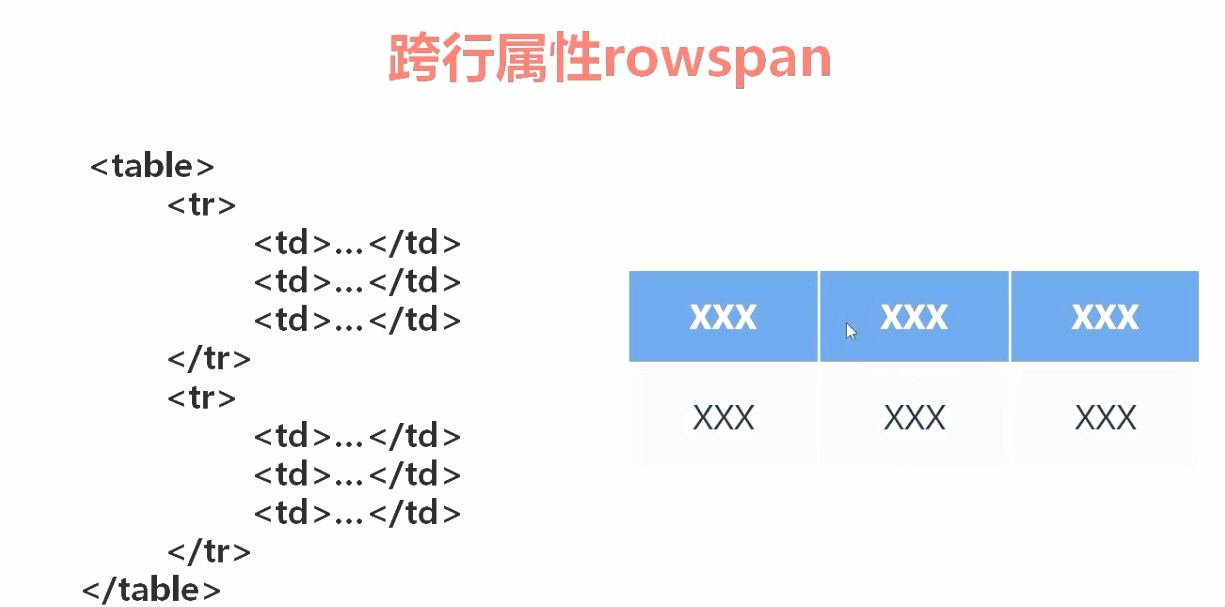 跨行属性rowspan
<table>
<tr>
<td>...</td>
<td>...</td>
<td>...</td>
</tr>
<tr>
<td>...</td>
<td>...</td>
<td>...</td>
</tr>
</table>
XXX XXX XXX
XXX XXX XXX